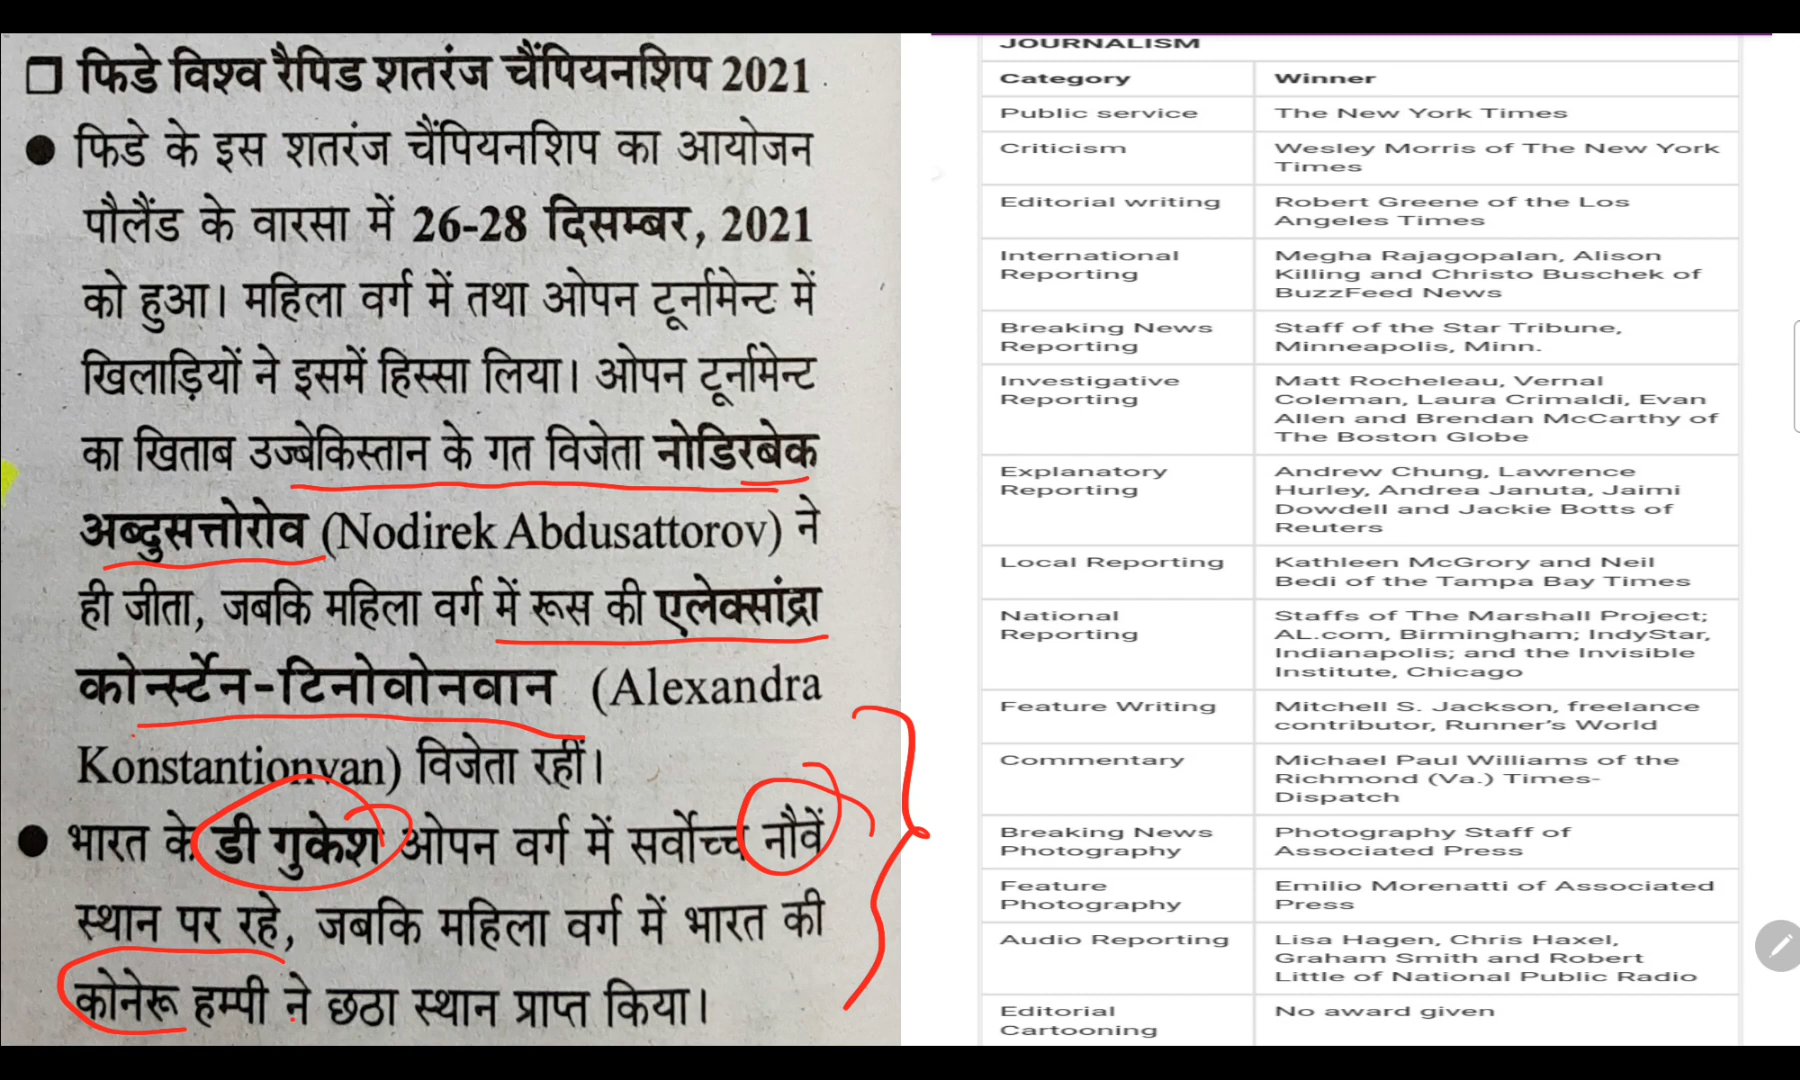 फिडे विश्व रैपिड शतरंज चैंपियनशिप 2021
फिडे के इस शतरंज चैंपियनशिप का आयोजन
पौलैंड के वारसा में 26-28 दिसम्बर, 2021
को हुआ। महिला वर्ग में तथा ओपन टूर्नामेन्ट में
खिलाड़ियों ने इसमें हिस्सा लिया। ओपन टूर्नामेन्ट
का खिताब उज्बेकिस्तान के गत विजेता नोडिरबेक
अब्दुसत्तोरोव (Nodirek Abdusattorov) ने
ही जीता, जबकि महिला वर्ग में रूस की एलेक्सांद्रा
कोर्न्स्टेन-टिनोवोनवान (Alexandra
Konstantionyan) विजेता रहीं।
भारत के डी गुकेश ओपन वर्ग में सर्वोच्च नौवें
स्थान पर रहे, जबकि महिला वर्ग में भारत की
कोनेरू हम्पी ने छठा स्थान प्राप्त किया।
JOURNALISM
Category Winner
Public service The New York Times
Criticism Wesley Morris of The New York
Times
Editorial writing Robert Greene of the Los
Angeles Times
International Megha Rajagopalan, Alison
Reporting Killing and Christo Buschek of
BuzzFeed News
Breaking News Staff of the Star Tribune,
Reporting Minneapolis, Minn.
Investigative Matt Rocheleau, Vernal
Reporting Coleman, Laura Crimaldi, Evan
Allen and Brendan McCarthy of
The Boston Globe
Explanatory Andrew Chung, Lawrence
Reporting Hurley, Andrea Januta, Jaimi
Dowdell and Jackie Botts of
Reuters
Local Reporting Kathleen McGrory and Neil
Bedi of the Tampa Bay Times
National Staffs of The Marshall Project;
Reporting AL.com, Birmingham; IndyStar,
Indianapolis; and the Invisible
Institute, Chicago
Feature Writing Mitchell S. Jackson, freelance
contributor, Runner's World
Commentary Michael Paul Williams of the
Richmond (Va.) Times-
Dispatch
Breaking News Photography Staff of
Photography Associated Press
Feature Emilio Morenatti of Associated
Photography Press
Audio Reporting Lisa Hagen, Chris Haxel,
Graham Smith and Robert
Little of National Public Radio
Editorial No award given
Cartooning